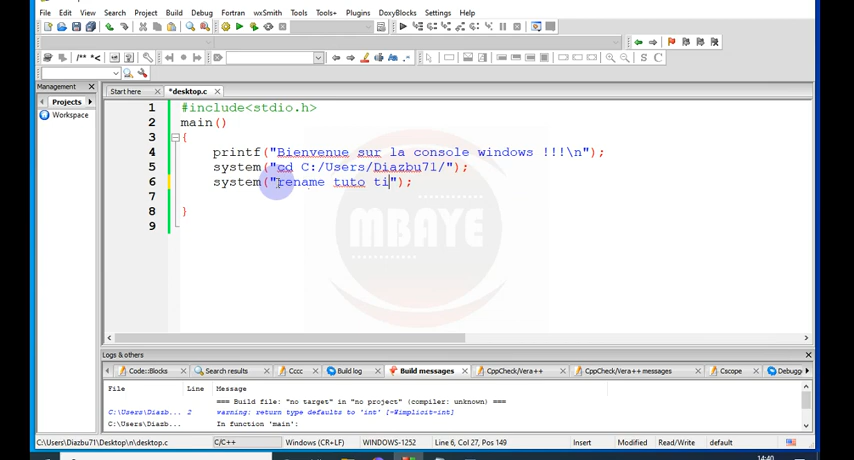 File Edit View Search Project Build Debug Fortran wxSmith Tools Tools+ Plugins DoxyBlocks Settings Help
/** *<
Aa .*
S C
Management
Start here *desktop.c
Projects
Workspace
1 #include<stdio.h>
2 main()
3 {
4 printf("Bienvenue sur la console windows !!!\n");
5 system("cd C:/Users/Diazbu71/");
6 system("rename tuto ti");
7
8 }
9
MBAYE
Logs & others
Code::Blocks Search results Cccc Build log Build messages CppCheck/Vera++ CppCheck/Vera++ messages Cscope Debugg
File Line Message
=== Build file: "no target" in "no project" (compiler: unknown) ===
C:\Users\Diazb... 2 warning: return type defaults to 'int' [-Wimplicit-int]
C:\Users\Diazb... In function 'main':
C:\Users\Diazbu71\Desktop\n\desktop.c C/C++ Windows (CR+LF) WINDOWS-1252 Line 6, Col 27, Pos 149 Insert Modified Read/Write default
14:40